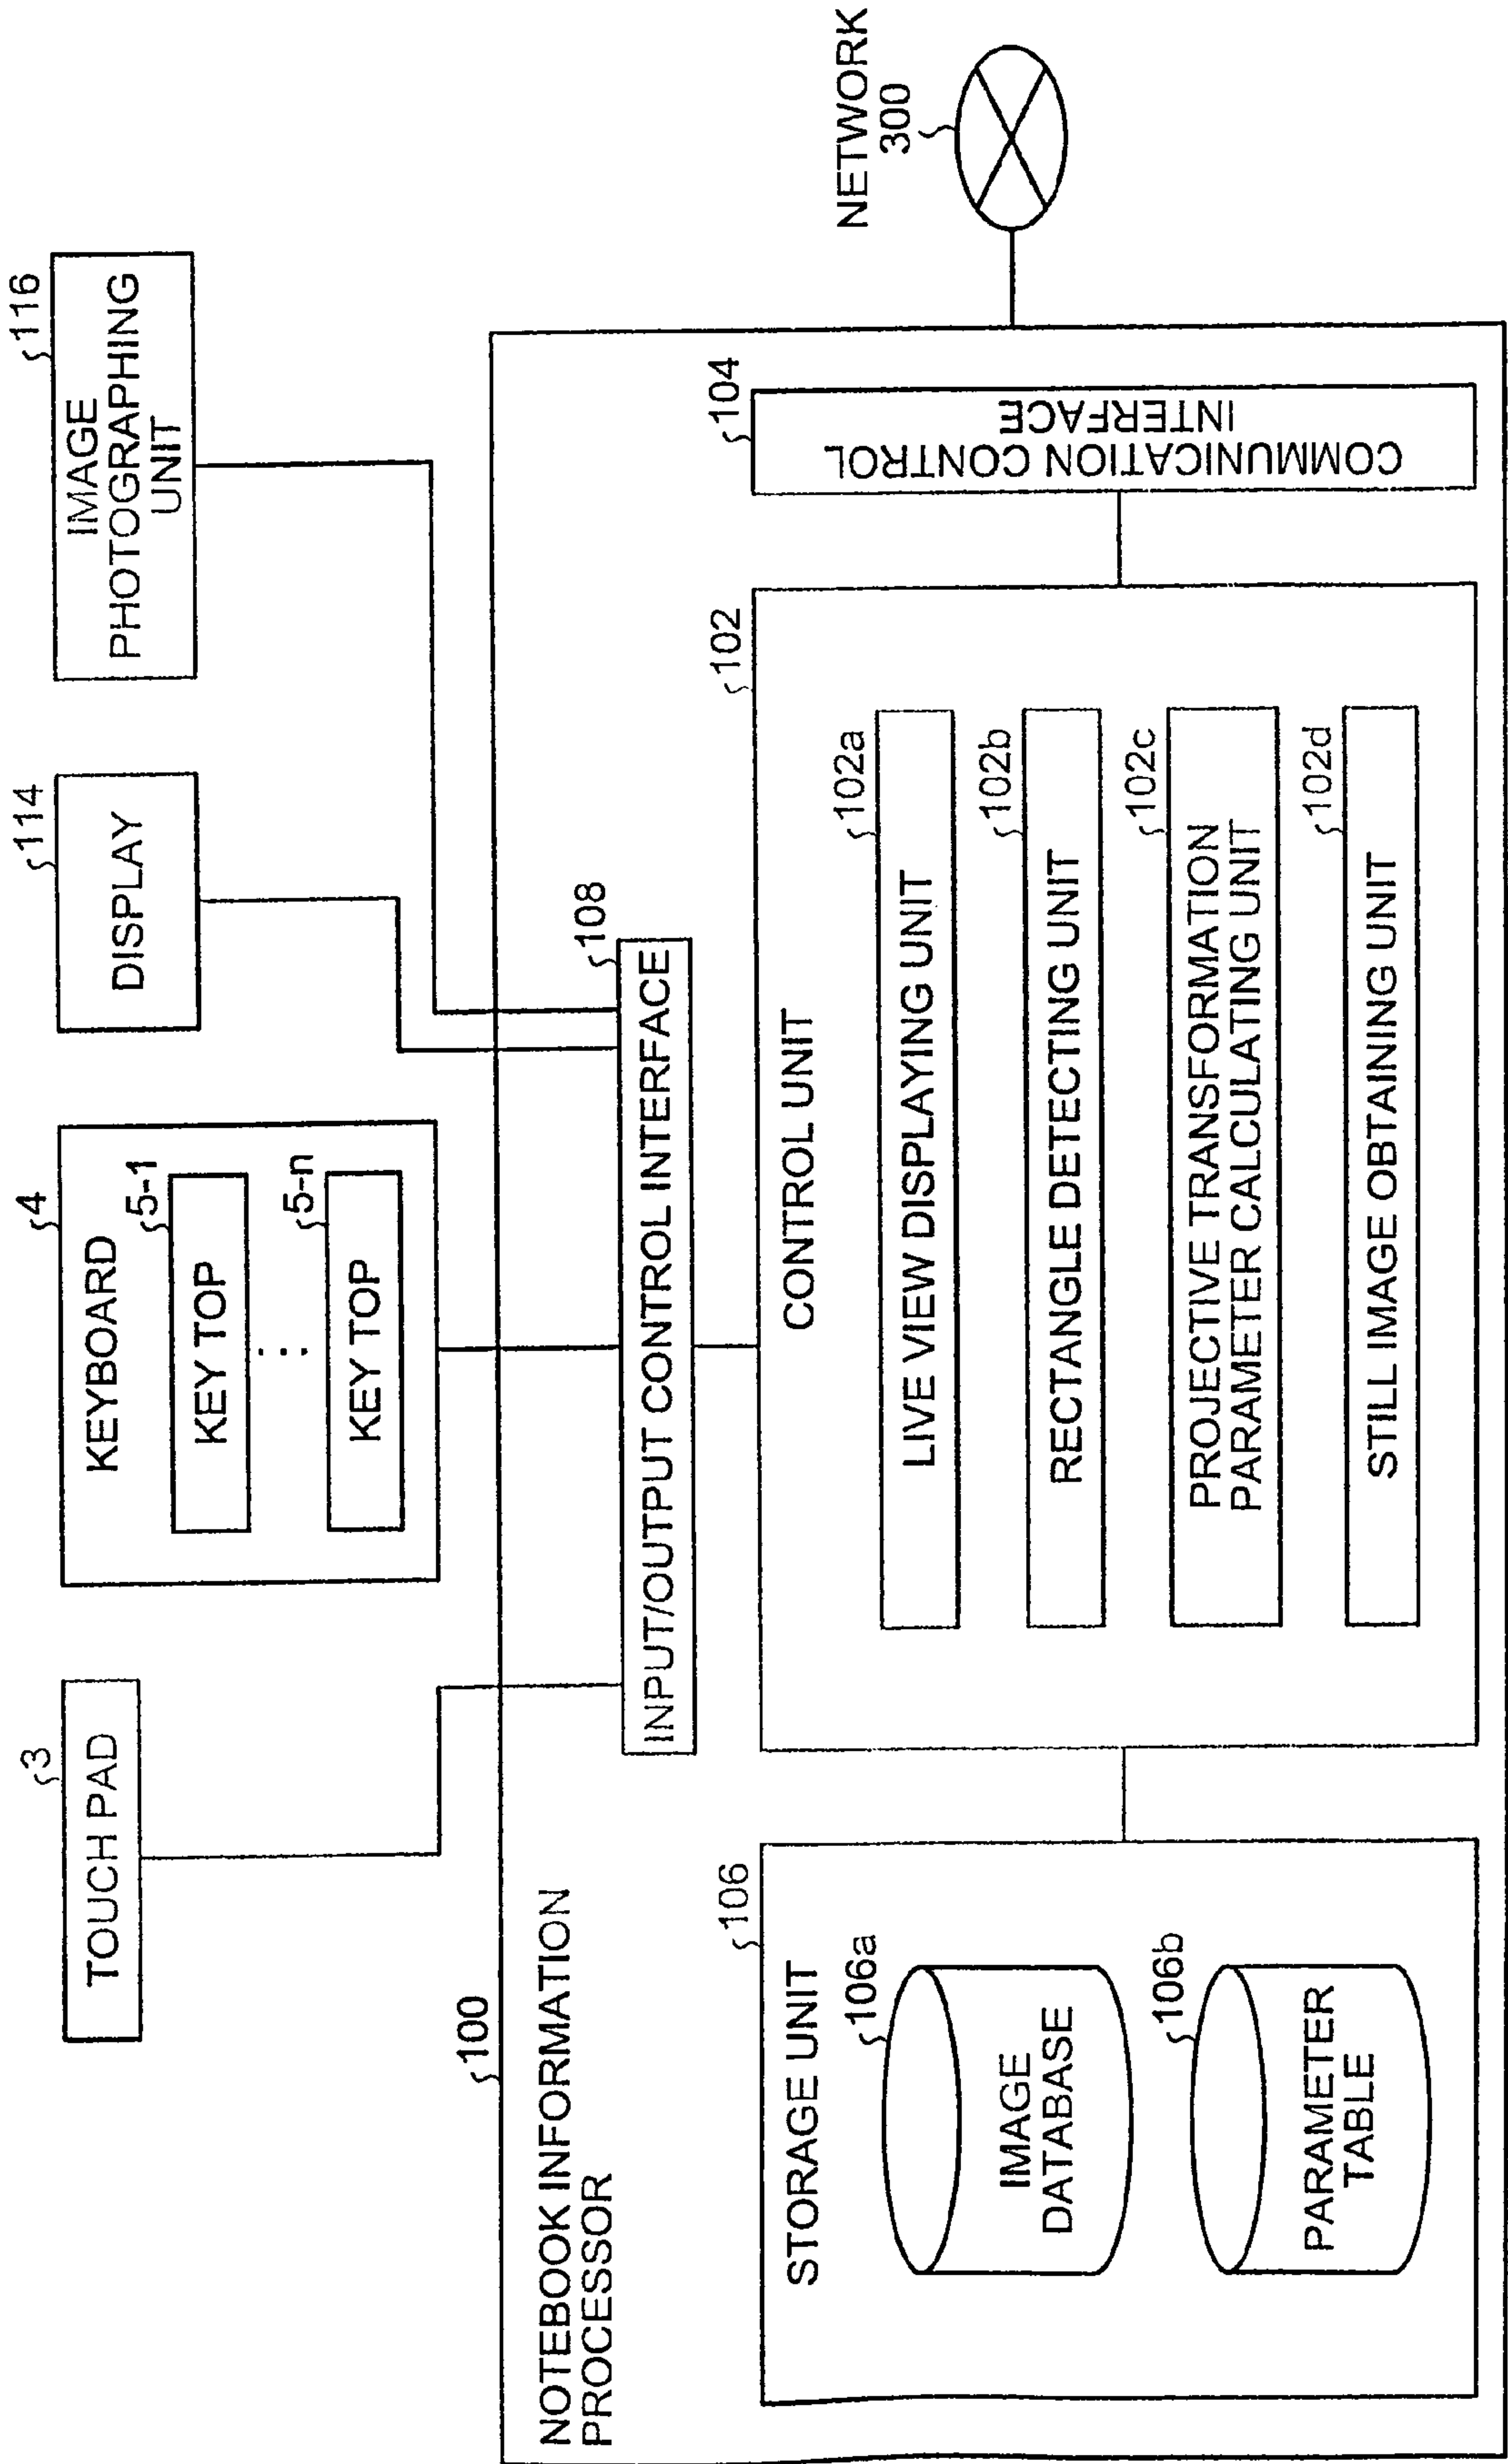 3
TOUCH PAD
4
KEYBOARD
5-1
KEY TOP
⋮
5-n
KEY TOP
114
DISPLAY
116
IMAGE
PHOTOGRAPHING
UNIT
100
NOTEBOOK INFORMATION
PROCESSOR
108
INPUT/OUTPUT CONTROL INTERFACE
NETWORK
300
106
STORAGE UNIT
106a
IMAGE
DATABASE
106b
PARAMETER
TABLE
102
CONTROL UNIT
102a
LIVE VIEW DISPLAYING UNIT
102b
RECTANGLE DETECTING UNIT
102c
PROJECTIVE TRANSFORMATION
PARAMETER CALCULATING UNIT
102d
STILL IMAGE OBTAINING UNIT
104
COMMUNICATION CONTROL
INTERFACE